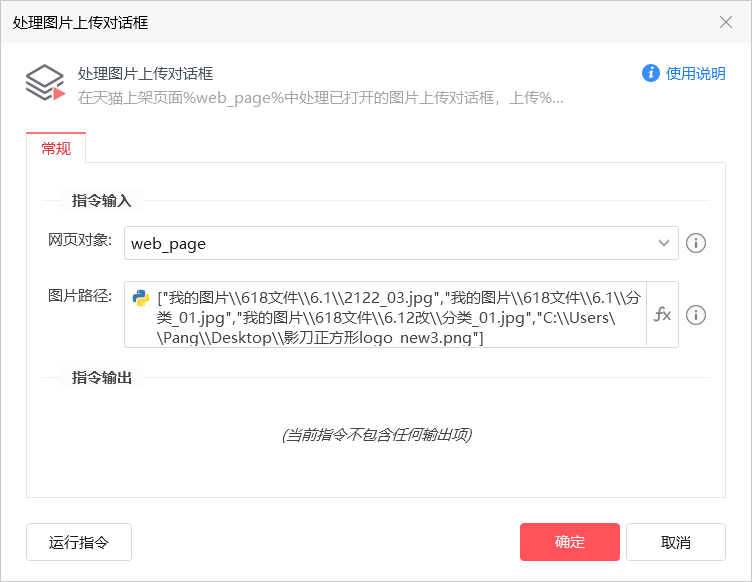 处理图片上传对话框
处理图片上传对话框
使用说明
在天猫上架页面%web_page%中处理已打开的图片上传对话框，上传%...
常规
指令输入
网页对象:
web_page
图片路径:
["我的图片\\618文件\\6.1\\2122_03.jpg","我的图片\\618文件\\6.1\\分
类_01.jpg","我的图片\\618文件\\6.12改\\分类_01.jpg","C:\\Users\
\Pang\\Desktop\\影刀正方形logo_new3.png"]
fx
指令输出
(当前指令不包含任何输出项)
运行指令
确定
取消